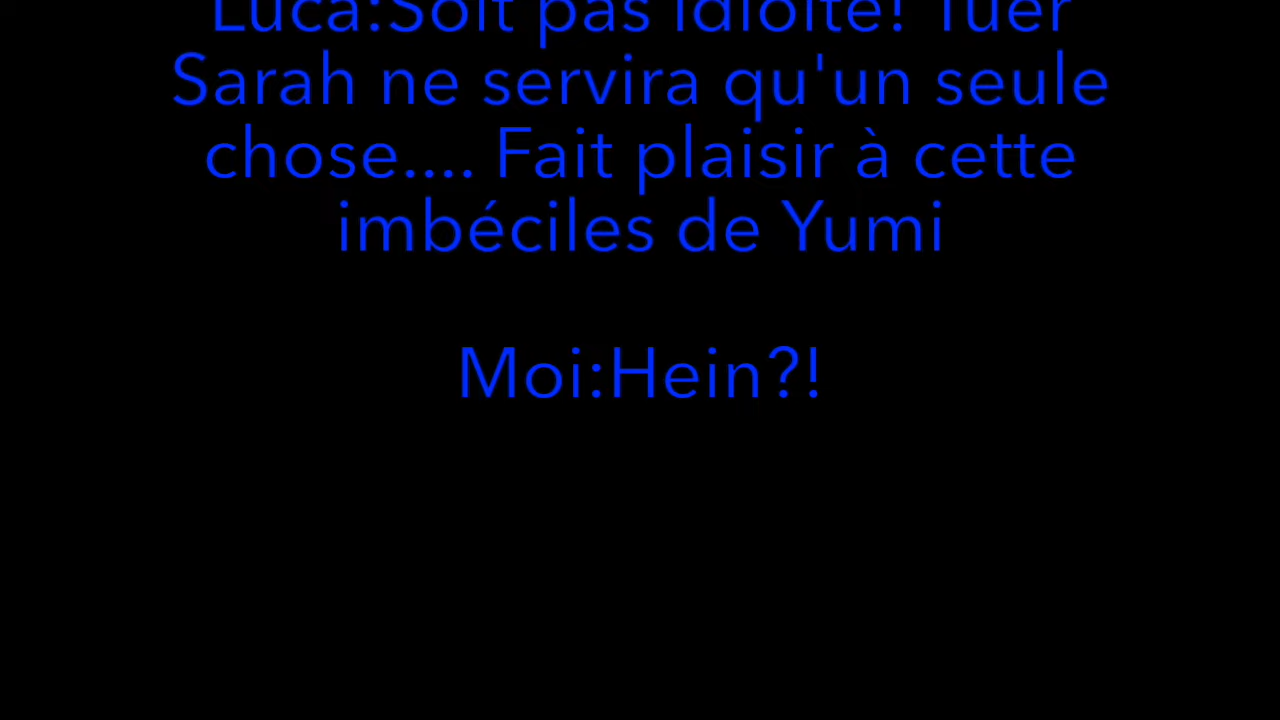 Luca:Soit pas idiote! Tuer
Sarah ne servira qu'un seule
chose.... Fait plaisir à cette
imbéciles de Yumi
Moi:Hein?!